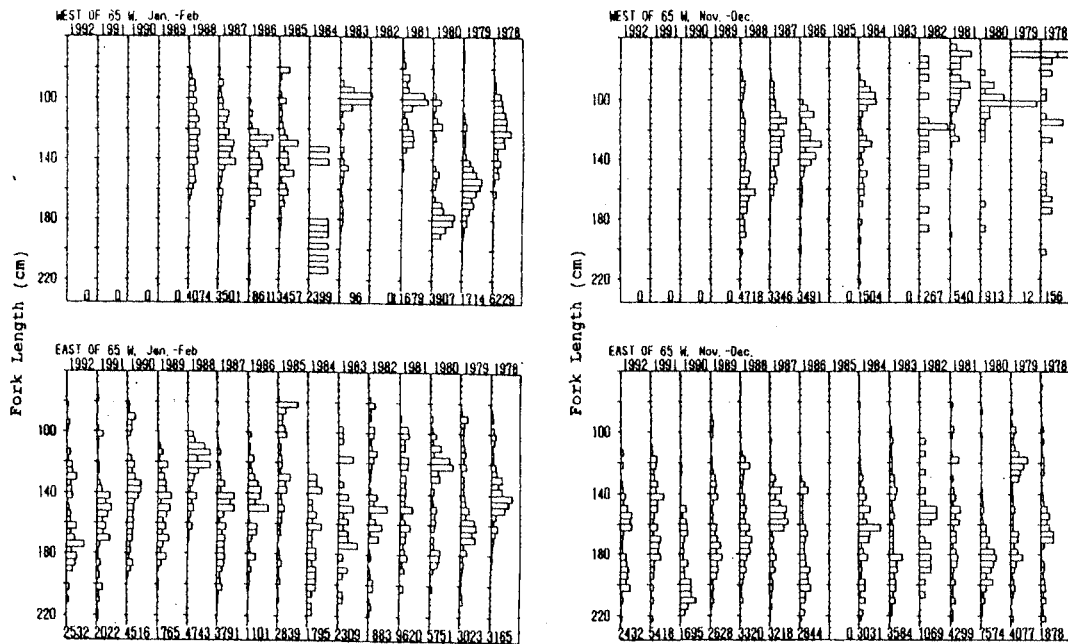 WEST OF 65 W. Jan.-Feb
1992 1991 1990 1989 1988 1987 1986 1985 1984 1983 1982 1981 1980 1979 1978
100
140
180
220
0 0 0 0 4074 3501 1861 3457 2399 96 0 1679 3907 1714 6229
Fork Length (cm)
WEST OF 65 W. Nov.-Dec.
1992 1991 1990 1989 1988 1987 1986 1985 1984 1983 1982 1981 1980 1979 1978
100
140
180
220
0 0 0 0 4718 3346 3491 0 1504 0 267 540 913 12 156
Fork Length (cm)
EAST OF 65 W. Jan.-Feb
1992 1991 1990 1989 1988 1987 1986 1985 1984 1983 1982 1981 1980 1979 1978
100
140
180
220
2532 2022 4516 1765 4743 3791 1101 2839 1795 2309 883 9620 5751 3023 3165
EAST OF 65 W. Nov.-Dec.
1992 1991 1990 1989 1988 1987 1986 1985 1984 1983 1982 1981 1980 1979 1978
100
140
180
220
2432 5418 1695 2628 3320 3218 2844 0 3031 3584 1069 4299 7574 4077 1878